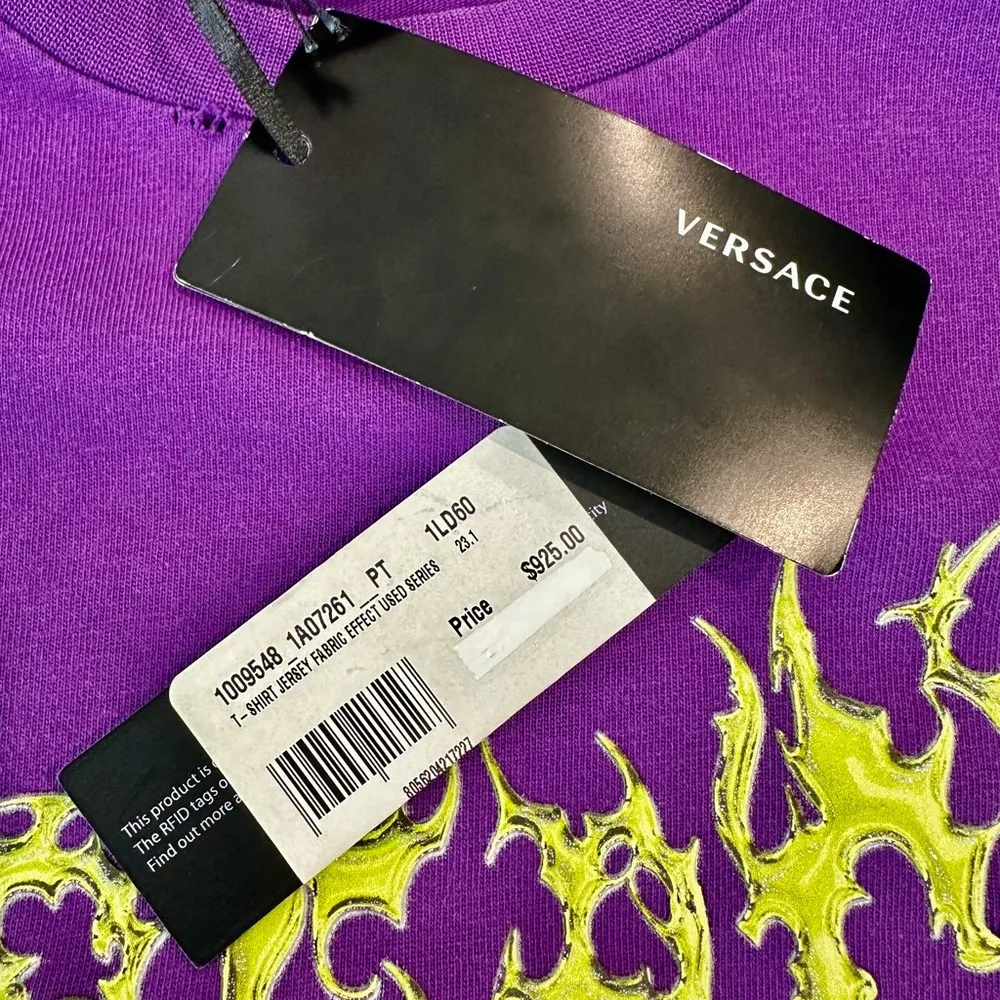 VERSACE
ity
1009548_1A07261_PT 1LD60
T-SHIRT JERSEY FABRIC EFFECT USED SERIES 23.1
Price $925.00
8056204217227
This product is
The RFID tags o
Find out more a